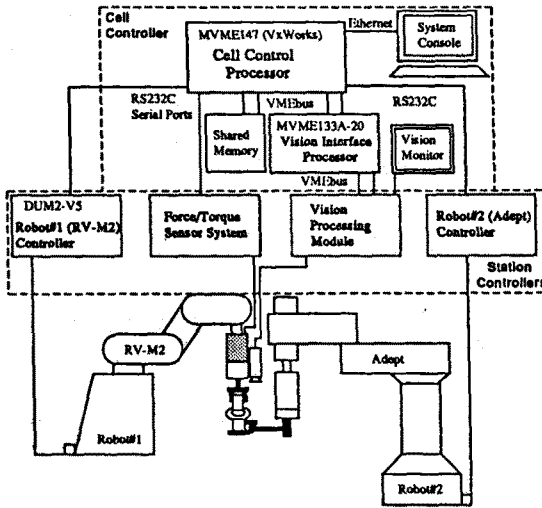 Cell
Controller
MVME147 (VxWorks)
Cell Control
Processor
Ethernet
System
Console
RS232C
Serial Ports
VMEbus
RS232C
Shared
Memory
MVME133A-20
Vision Interface
Processor
Vision
Monitor
VMEbus
DUM2-V5
Robot#1 (RV-M2)
Controller
Force/Torque
Sensor System
Vision
Processing
Module
Robot#2 (Adept)
Controller
Station
Controllers
RV-M2
Adept
Robot#1
Robot#2